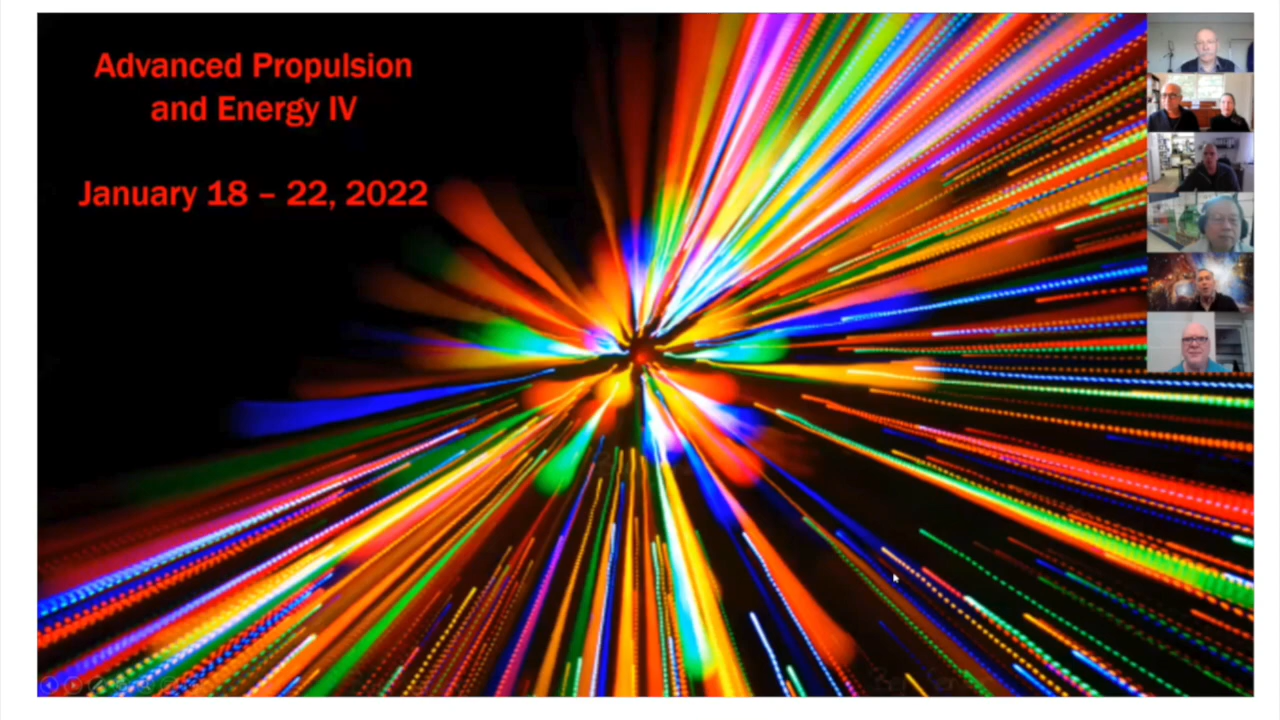 Advanced Propulsion
and Energy IV
January 18 – 22, 2022